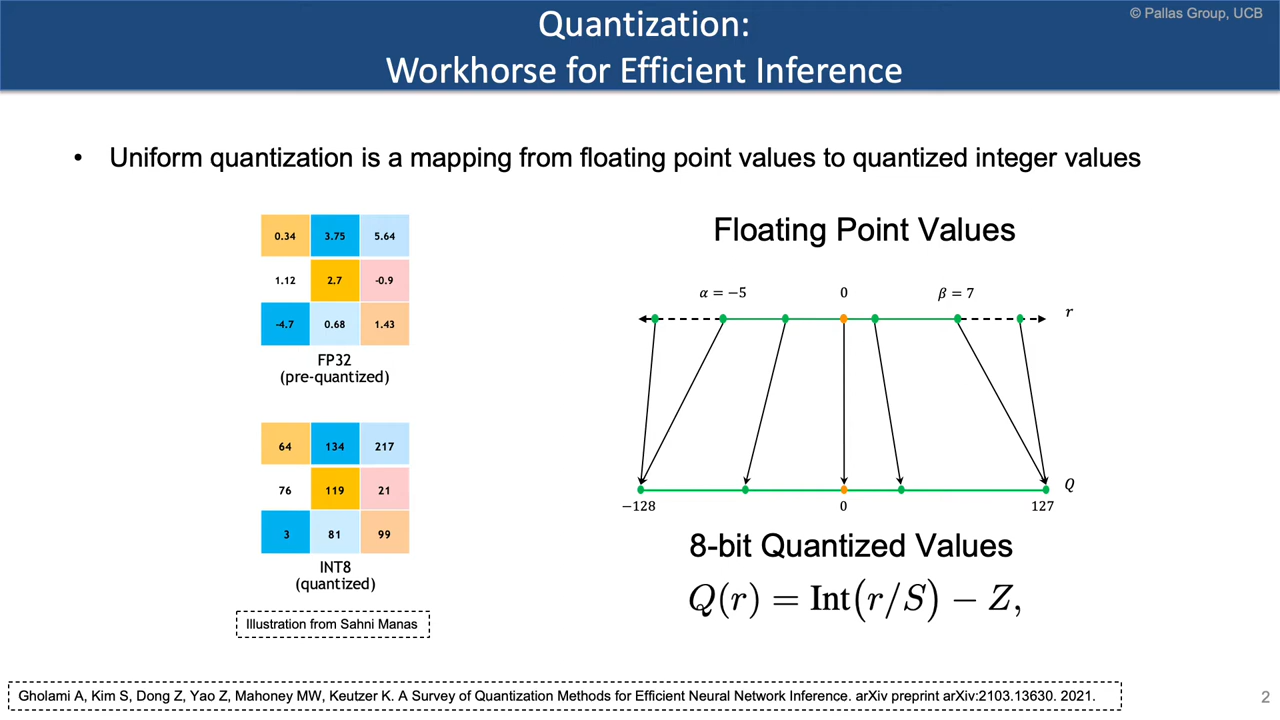 © Pallas Group, UCB
Quantization:
Workhorse for Efficient Inference
• Uniform quantization is a mapping from floating point values to quantized integer values
0.34 3.75 5.64
1.12 2.7 -0.9
-4.7 0.68 1.43
FP32
(pre-quantized)
64 134 217
76 119 21
3 81 99
INT8
(quantized)
Illustration from Sahni Manas
Floating Point Values
α = −5 0 β = 7
r
Q
−128 0 127
8-bit Quantized Values
Q(r) = Int(r/S) − Z,
Gholami A, Kim S, Dong Z, Yao Z, Mahoney MW, Keutzer K. A Survey of Quantization Methods for Efficient Neural Network Inference. arXiv preprint arXiv:2103.13630. 2021.
2